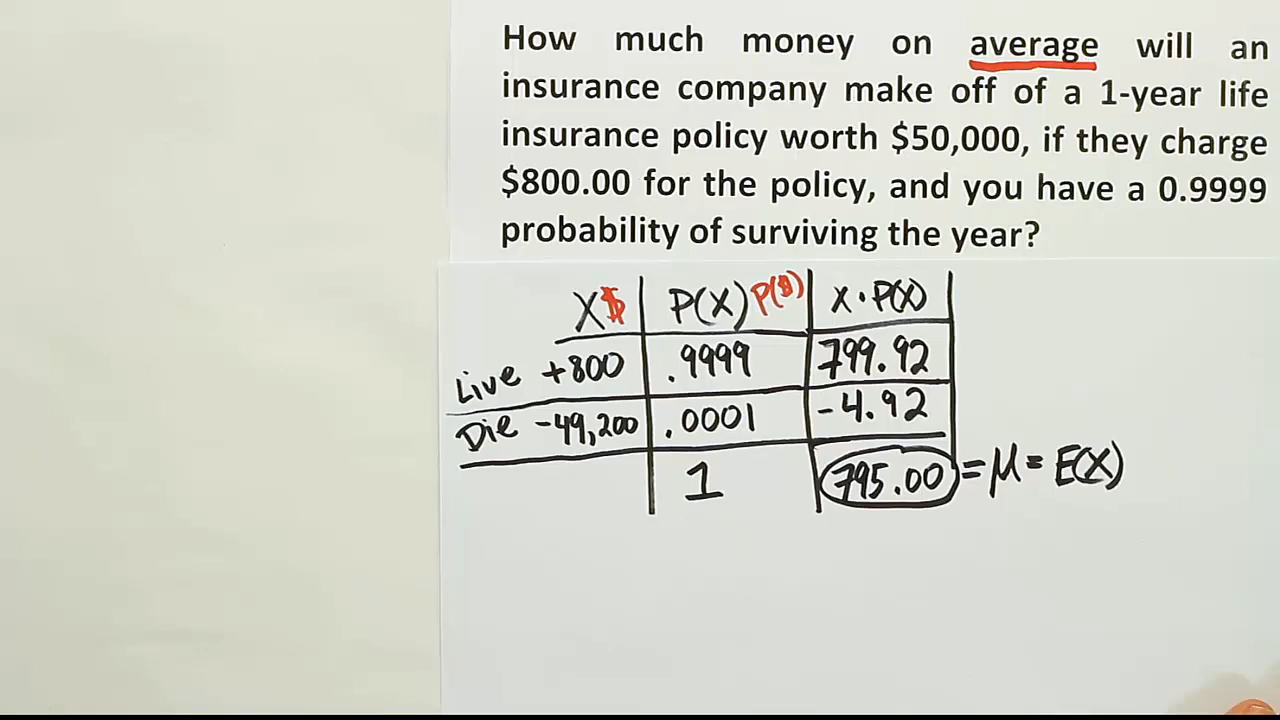 How much money on average will an
insurance company make off of a 1-year life
insurance policy worth $50,000, if they charge
$800.00 for the policy, and you have a 0.9999
probability of surviving the year?
X $ P(X) P($) X · P(X)
Live +800 .9999 799.92
Die -49,200 .0001 -4.92
1 795.00 = μ = E(X)